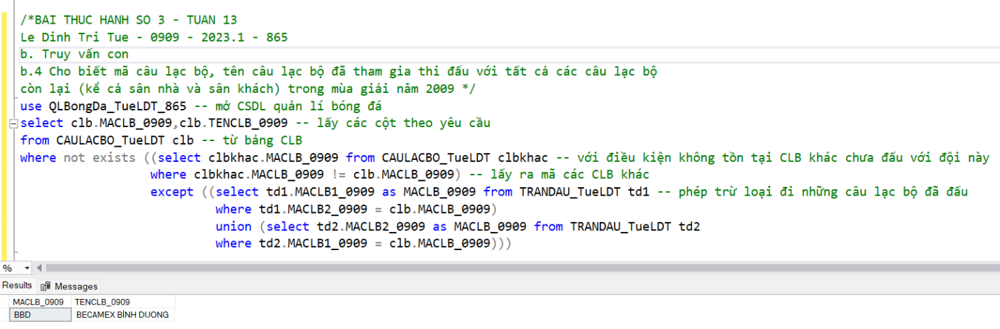 /*BAI THUC HANH SO 3 - TUAN 13
Le Dinh Tri Tue - 0909 - 2023.1 - 865
b. Truy vấn con
b.4 Cho biết mã câu lạc bộ, tên câu lạc bộ đã tham gia thi đấu với tất cả các câu lạc bộ
còn lại (kể cả sân nhà và sân khách) trong mùa giải năm 2009 */
use QLBongDa_TueLDT_865 -- mở CSDL quản lí bóng đá
select clb.MACLB_0909,clb.TENCLB_0909 -- lấy các cột theo yêu cầu
from CAULACBO_TueLDT clb -- từ bảng CLB
where not exists ((select clbkhac.MACLB_0909 from CAULACBO_TueLDT clbkhac -- với điều kiện không tồn tại CLB khác chưa đấu với đội này
where clbkhac.MACLB_0909 != clb.MACLB_0909) -- lấy ra mã các CLB khác
except ((select td1.MACLB1_0909 as MACLB_0909 from TRANDAU_TueLDT td1 -- phép trừ loại đi những câu lạc bộ đã đấu
where td1.MACLB2_0909 = clb.MACLB_0909)
union (select td2.MACLB2_0909 as MACLB_0909 from TRANDAU_TueLDT td2
where td2.MACLB1_0909 = clb.MACLB_0909)))
%
Results Messages
MACLB_0909 TENCLB_0909
BBD BECAMEX BÌNH DUONG